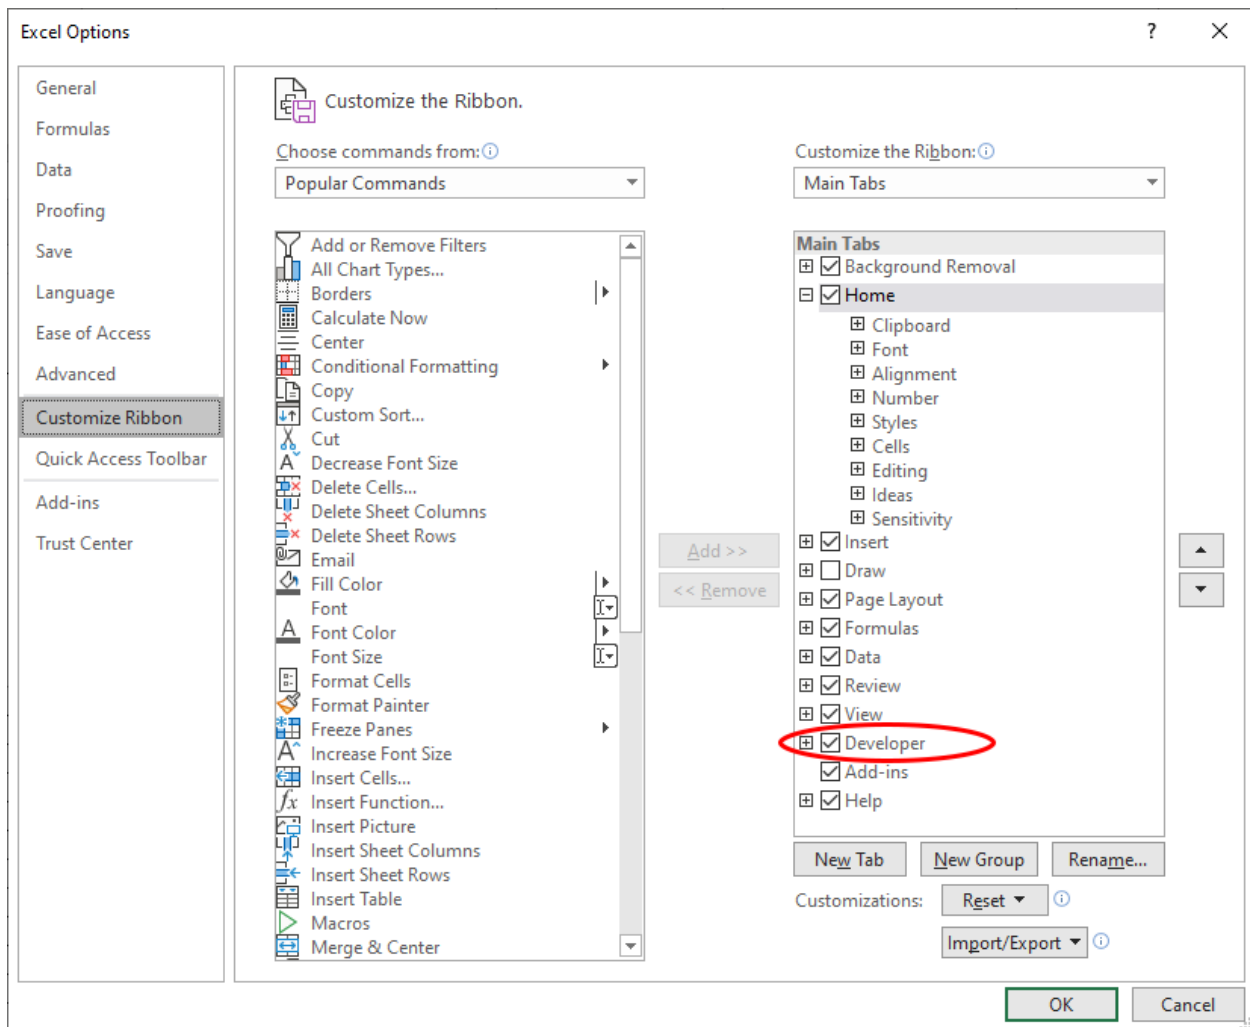 Excel Options
?
General
Formulas
Data
Proofing
Save
Language
Ease of Access
Advanced
Customize Ribbon
Quick Access Toolbar
Add-ins
Trust Center
Customize the Ribbon.
Choose commands from:
Popular Commands
Add or Remove Filters
All Chart Types...
Borders
Calculate Now
Center
Conditional Formatting
Copy
Custom Sort...
Cut
Decrease Font Size
Delete Cells...
Delete Sheet Columns
Delete Sheet Rows
Email
Fill Color
Font
Font Color
Font Size
Format Cells
Format Painter
Freeze Panes
Increase Font Size
Insert Cells...
Insert Function...
Insert Picture
Insert Sheet Columns
Insert Sheet Rows
Insert Table
Macros
Merge & Center
Add >>
<< Remove
Customize the Ribbon:
Main Tabs
Main Tabs
Background Removal
Home
Clipboard
Font
Alignment
Number
Styles
Cells
Editing
Ideas
Sensitivity
Insert
Draw
Page Layout
Formulas
Data
Review
View
Developer
Add-ins
Help
New Tab
New Group
Rename...
Customizations:
Reset
Import/Export
OK
Cancel